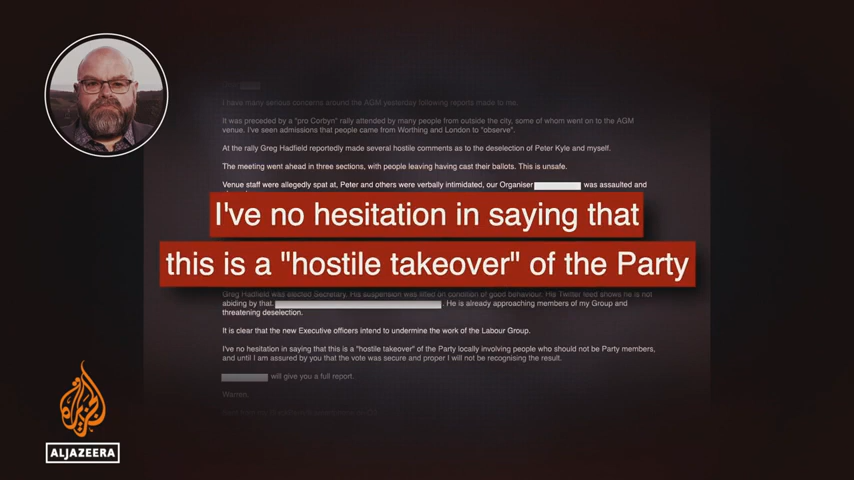 I have many serious concerns around the AGM yesterday following reports made to me.
It was preceded by a "pro Corbyn" rally attended by many people from outside the city, some of whom went on to the AGM
venue. I've seen admissions that people came from Worthing and London to "observe".
At the rally Greg Hadfield reportedly made several hostile comments as to the deselection of Peter Kyle and myself.
The meeting went ahead in three sections, with people leaving having cast their ballots. This is unsafe.
Venue staff were allegedly spat at, Peter and others were verbally intimidated, our Organiser was assaulted and
I've no hesitation in saying that
this is a "hostile takeover" of the Party
Greg Hadfield was elected Secretary. His suspension was lifted on condition of good behaviour. His Twitter feed shows he is not
abiding by that. . He is already approaching members of my Group and
threatening deselection.
It is clear that the new Executive officers intend to undermine the work of the Labour Group.
I've no hesitation in saying that this is a "hostile takeover" of the Party locally involving people who should not be Party members,
and until I am assured by you that the vote was secure and proper I will not be recognising the result.
will give you a full report.
Warren.
ALJAZEERA